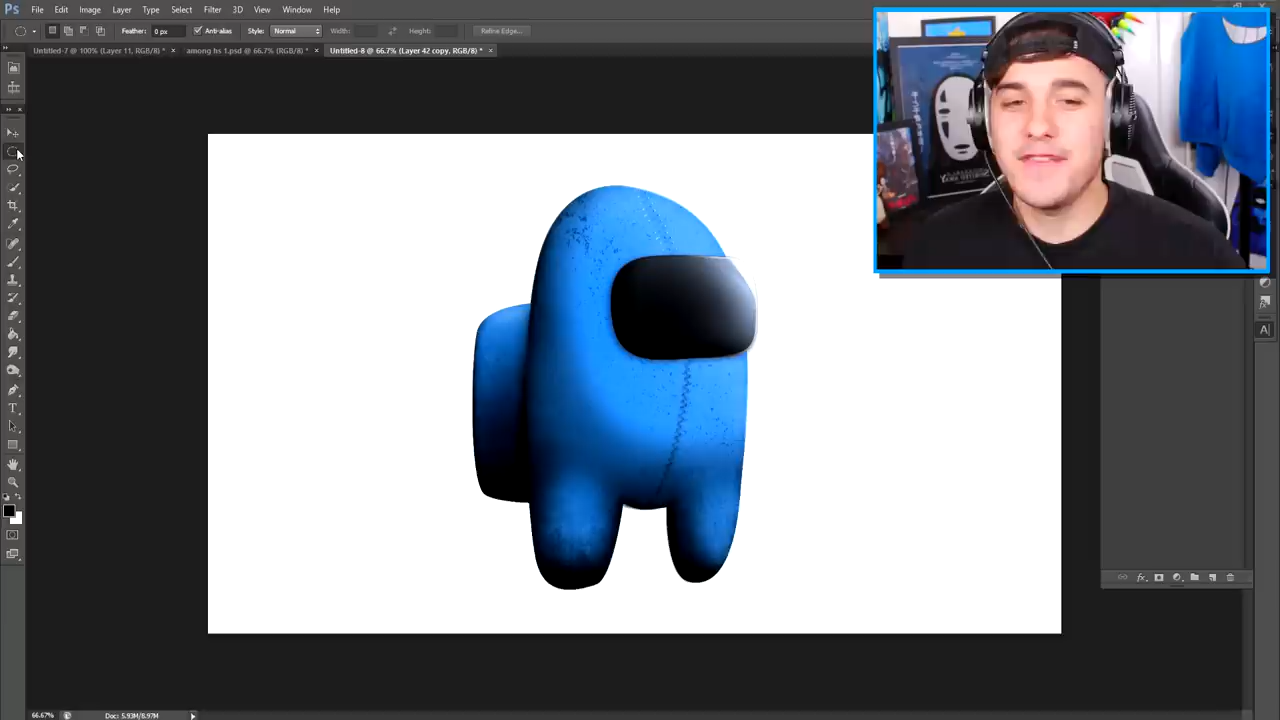 Ps File Edit Image Layer Type Select Filter 3D View Window Help
Feather: 0 px Anti-alias Style: Normal Width: Height: Refine Edge...
Untitled-7 @ 100% (Layer 11, RGB/8) * × among hs 1.psd @ 66.7% (RGB/8) * × Untitled-8 @ 66.7% (Layer 42 copy, RGB/8) * ×
T
A
fx
66.67% Doc: 5.93M/8.97M